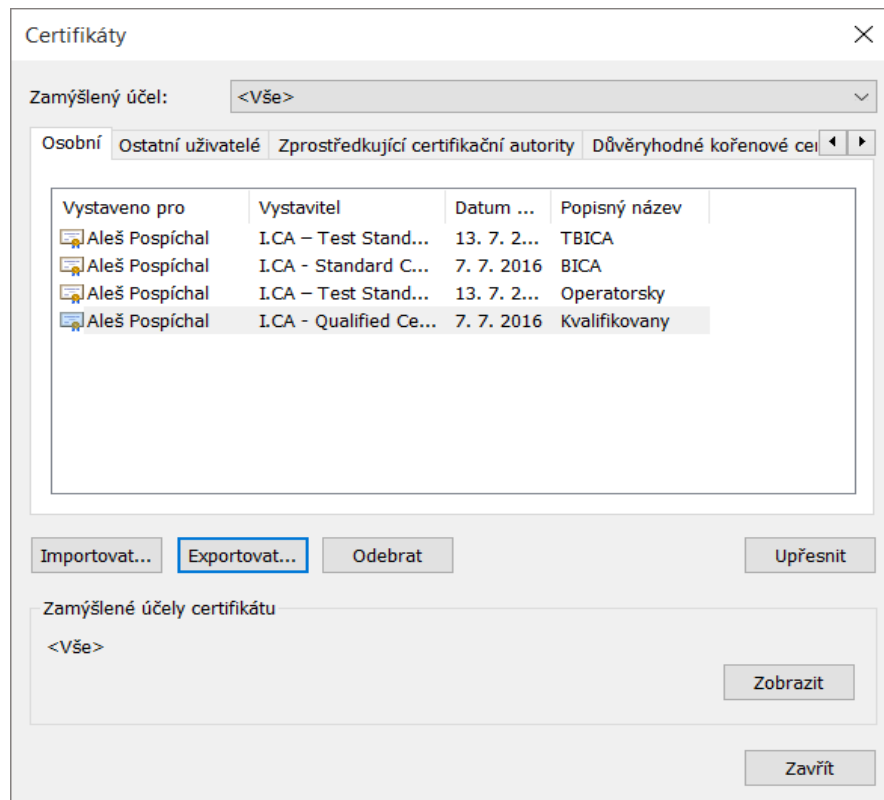 Certifikáty
Zamýšlený účel: <Vše>
Osobní Ostatní uživatelé Zprostředkující certifikační autority Důvěryhodné kořenové cer
Vystaveno pro Vystavitel Datum ... Popisný název
Aleš Pospíchal I.CA – Test Stand... 13. 7. 2... TBICA
Aleš Pospíchal I.CA - Standard C... 7. 7. 2016 BICA
Aleš Pospíchal I.CA – Test Stand... 13. 7. 2... Operatorsky
Aleš Pospíchal I.CA - Qualified Ce... 7. 7. 2016 Kvalifikovany
Importovat... Exportovat... Odebrat Upřesnit
Zamýšlené účely certifikátu
<Vše>
Zobrazit
Zavřít